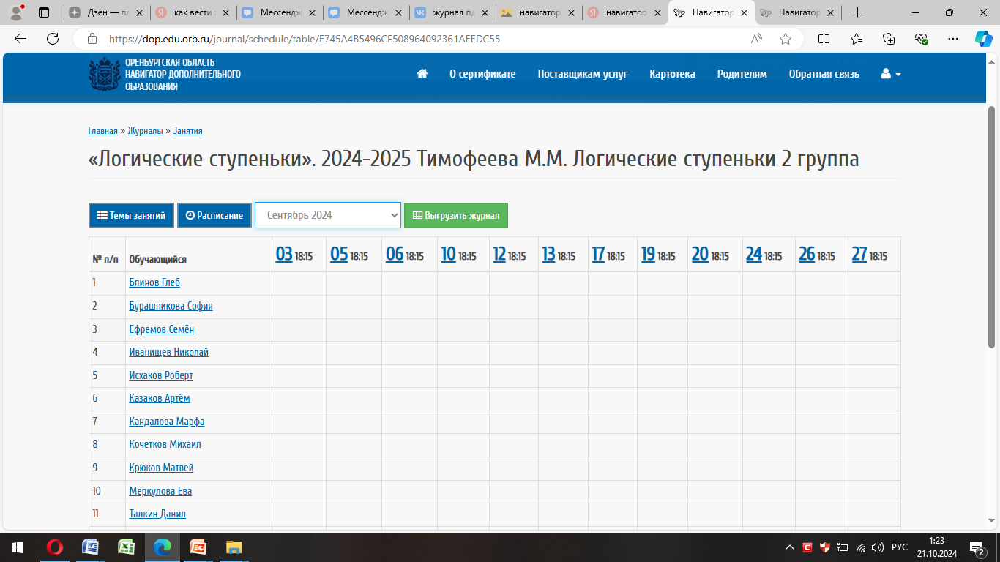 Дзен — пл
как вести
Мессендж
Мессендж
журнал пд
навигатор
навигатор
Навигатор
Навигатор
https://dop.edu.orb.ru/journal/schedule/table/E745A4B5496CF508964092361AEEDC55
ОРЕНБУРГСКАЯ ОБЛАСТЬ
НАВИГАТОР ДОПОЛНИТЕЛЬНОГО
ОБРАЗОВАНИЯ
О сертификате Поставщикам услуг Картотека Родителям Обратная связь
Главная » Журналы » Занятия
«Логические ступеньки». 2024-2025 Тимофеева М.М. Логические ступеньки 2 группа
Темы занятий Расписание Сентябрь 2024 Выгрузить журнал
№ п/п Обучающийся 03 18:15 05 18:15 06 18:15 10 18:15 12 18:15 13 18:15 17 18:15 19 18:15 20 18:15 24 18:15 26 18:15 27 18:15
1 Блинов Глеб
2 Бурашникова София
3 Ефремов Семён
4 Иванищев Николай
5 Исхаков Роберт
6 Казаков Артём
7 Кандалова Марфа
8 Кочетков Михаил
9 Крюков Матвей
10 Меркулова Ева
11 Талкин Данил
РУС
1:23
21.10.2024
2